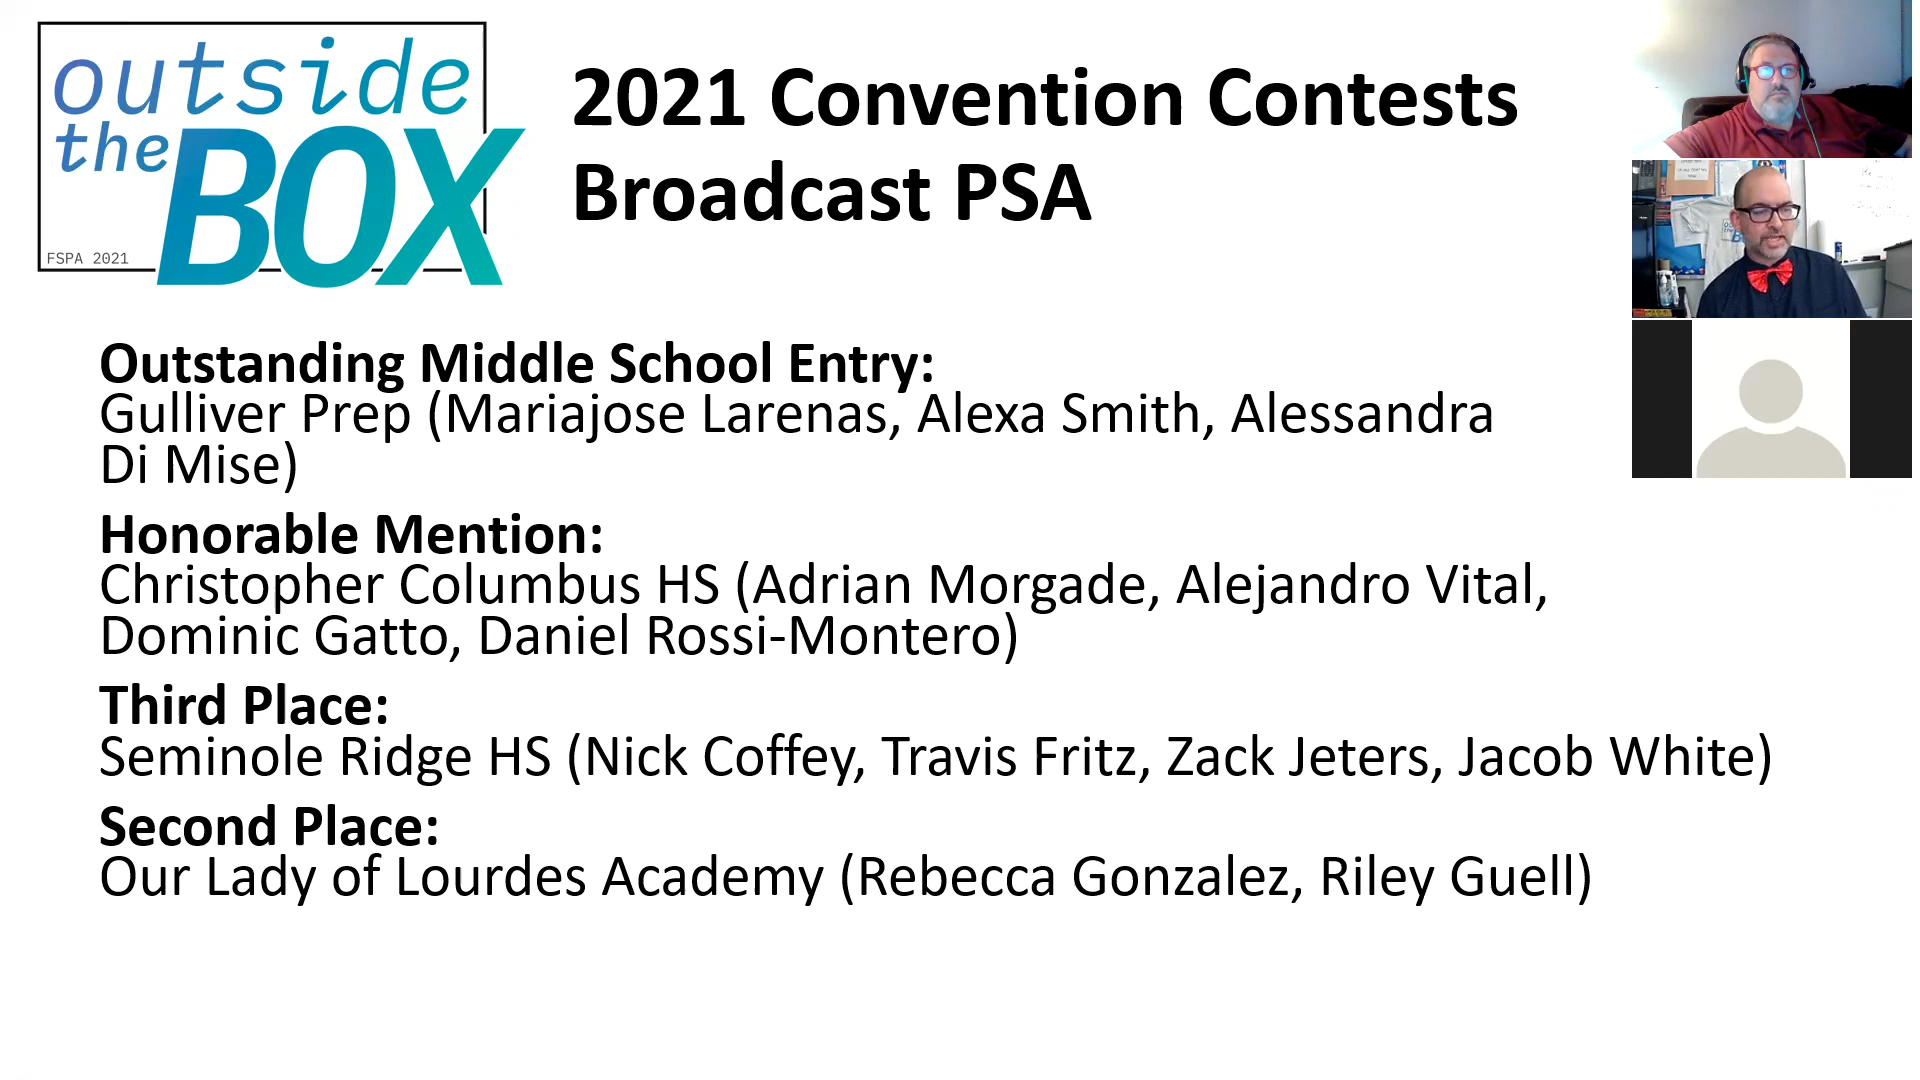 outside
the BOX
FSPA 2021
2021 Convention Contests
Broadcast PSA
Outstanding Middle School Entry:
Gulliver Prep (Mariajose Larenas, Alexa Smith, Alessandra
Di Mise)
Honorable Mention:
Christopher Columbus HS (Adrian Morgade, Alejandro Vital,
Dominic Gatto, Daniel Rossi-Montero)
Third Place:
Seminole Ridge HS (Nick Coffey, Travis Fritz, Zack Jeters, Jacob White)
Second Place:
Our Lady of Lourdes Academy (Rebecca Gonzalez, Riley Guell)